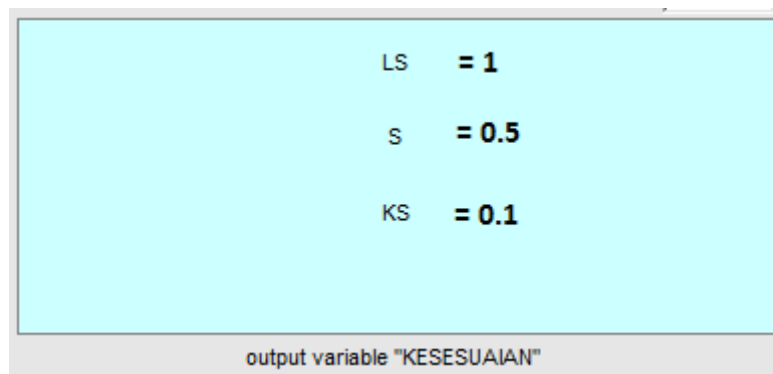 LS = 1
S = 0.5
KS = 0.1
output variable "KESESUAIAN"